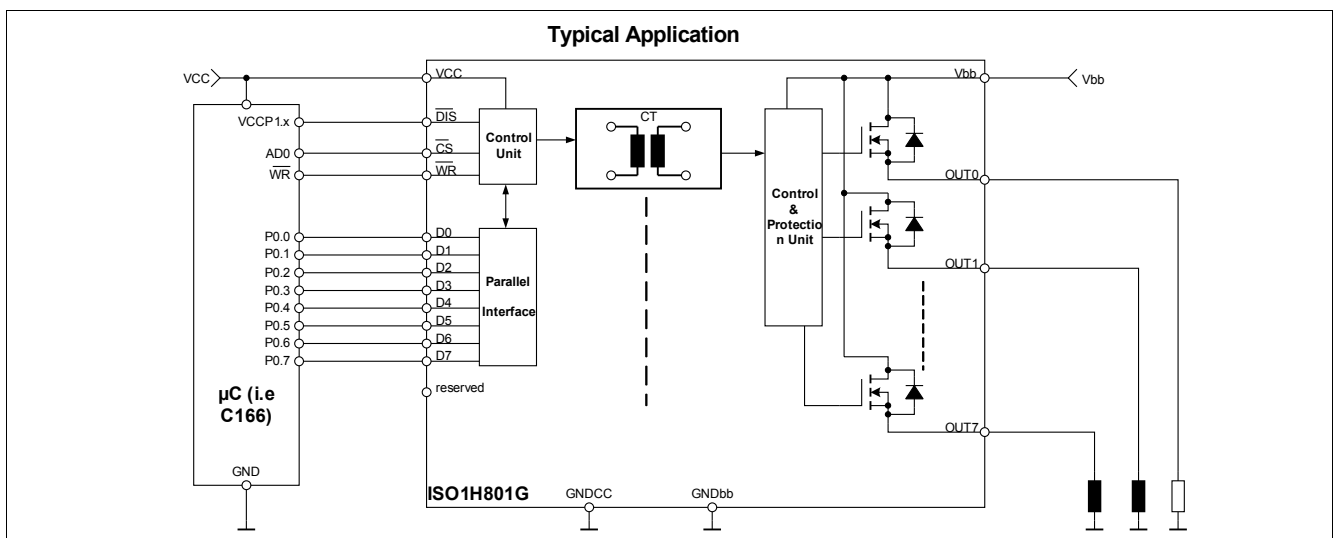 Typical Application
VCC
VCC
Vbb
Vbb
VCCP1.x
DIS
CT
Control
Unit
AD0
CS
WR
WR
OUT0
Control
&
Protectio
n Unit
P0.0
D0
P0.1
D1
OUT1
P0.2
D2
P0.3
D3
Parallel
P0.4
D4
Interface
P0.5
D5
P0.6
D6
P0.7
D7
reserved
µC (i.e
C166)
OUT7
GND
ISO1H801G
GNDCC
GNDbb